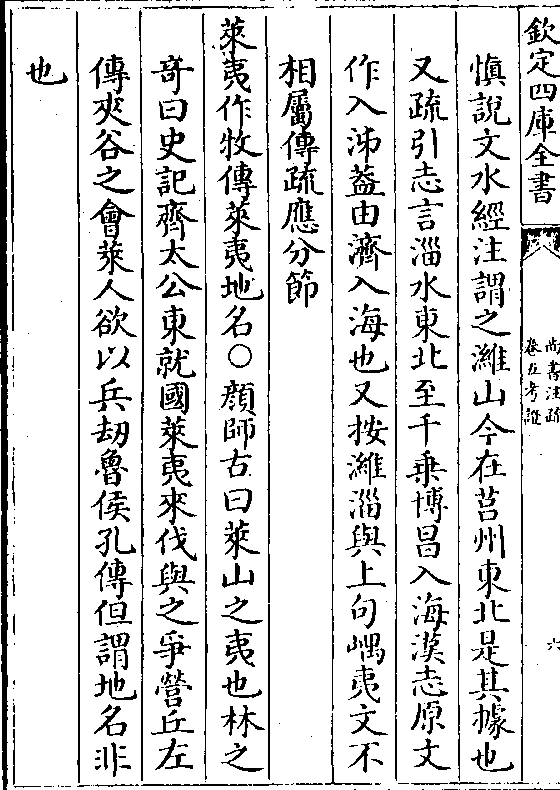 欽定四庫全書
尚書注疏
卷五考證
六
愼說文水經注謂之濰山今在莒州東北是其據也
又疏引志言淄水東北至千乗博昌入海漢志原文
作入泲葢由濟入海也又按濰淄與上句嵎夷文不
相屬傳疏應分節
萊夷作牧傳萊夷地名○顔師古曰萊山之夷也林之
竒曰史記齊太公東就國萊夷來伐與之爭營丘左
傳夾谷之會萊人欲以兵刼魯侯孔傳但謂地名非
也